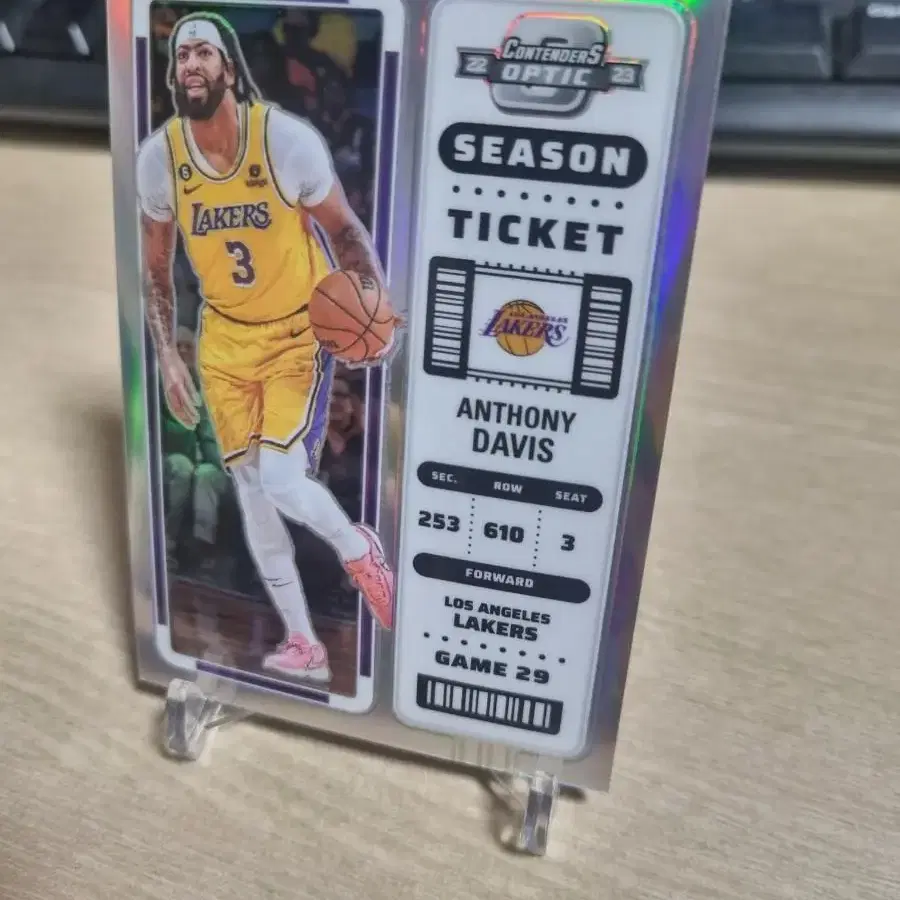 LAKERS
3
6
CONTENDERS
22 OPTIC 23
SEASON
TICKET
LOS ANGELES
LAKERS
ANTHONY
DAVIS
SEC. ROW SEAT
253 610 3
FORWARD
LOS ANGELES
LAKERS
GAME 29